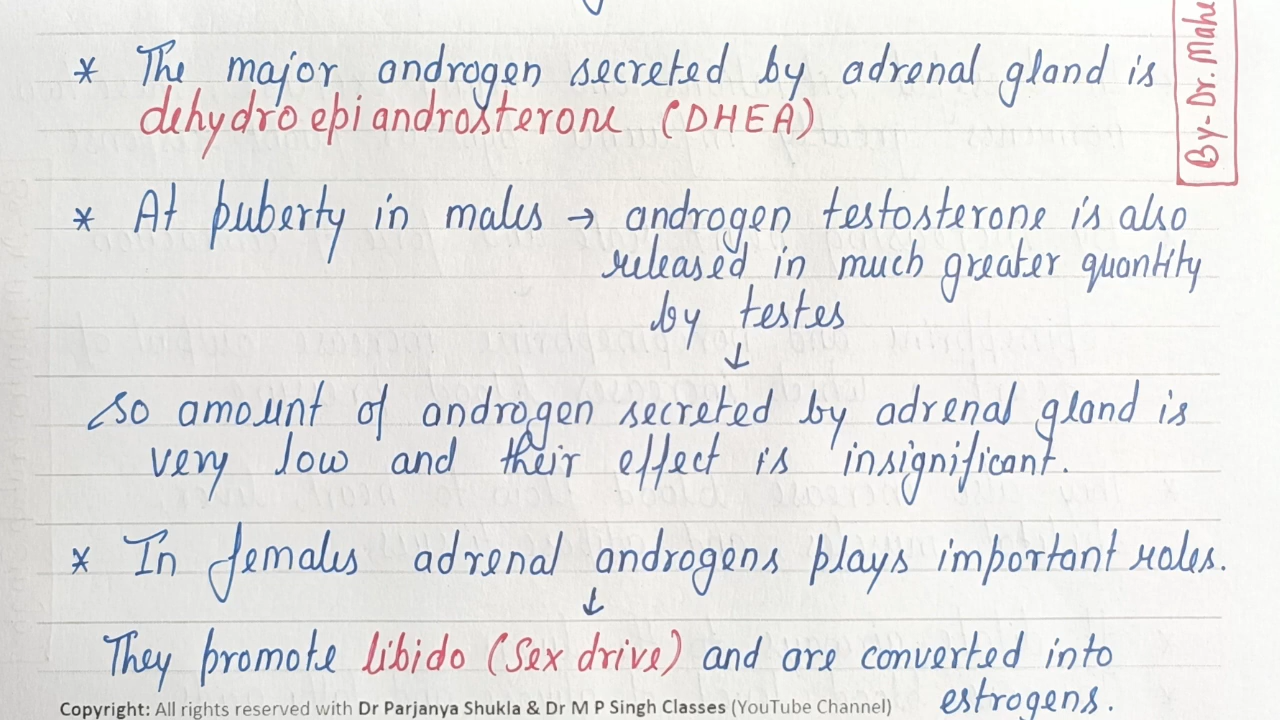 * The major androgen secreted by adrenal gland is
dehydroepiandrosterone (DHEA)
* At puberty in males → androgen testosterone is also
released in much greater quantity
by testes
↓
So amount of androgen secreted by adrenal gland is
very low and their effect is insignificant.
* In females adrenal androgens plays important roles.
↓
They promote libido (Sex drive) and are converted into
estrogens.
By- Dr. Mahe
Copyright: All rights reserved with Dr Parjanya Shukla & Dr M P Singh Classes (YouTube Channel)